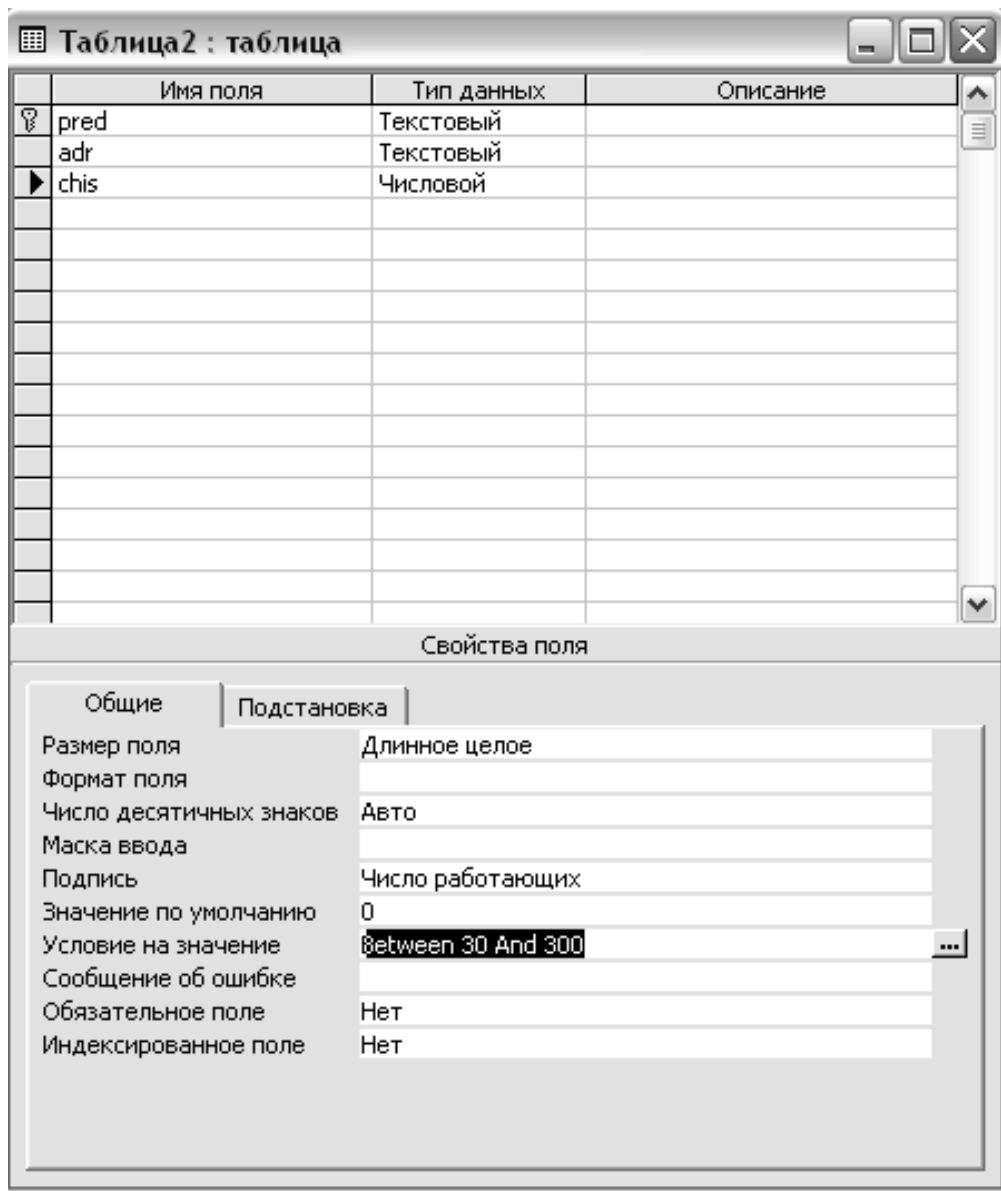 Таблица2 : таблица
Имя поля Тип данных Описание
pred Текстовый
adr Текстовый
chis Числовой
Свойства поля
Общие Подстановка
Размер поля Длинное целое
Формат поля
Число десятичных знаков Авто
Маска ввода
Подпись Число работающих
Значение по умолчанию 0
Условие на значение Between 30 And 300 ...
Сообщение об ошибке
Обязательное поле Нет
Индексированное поле Нет